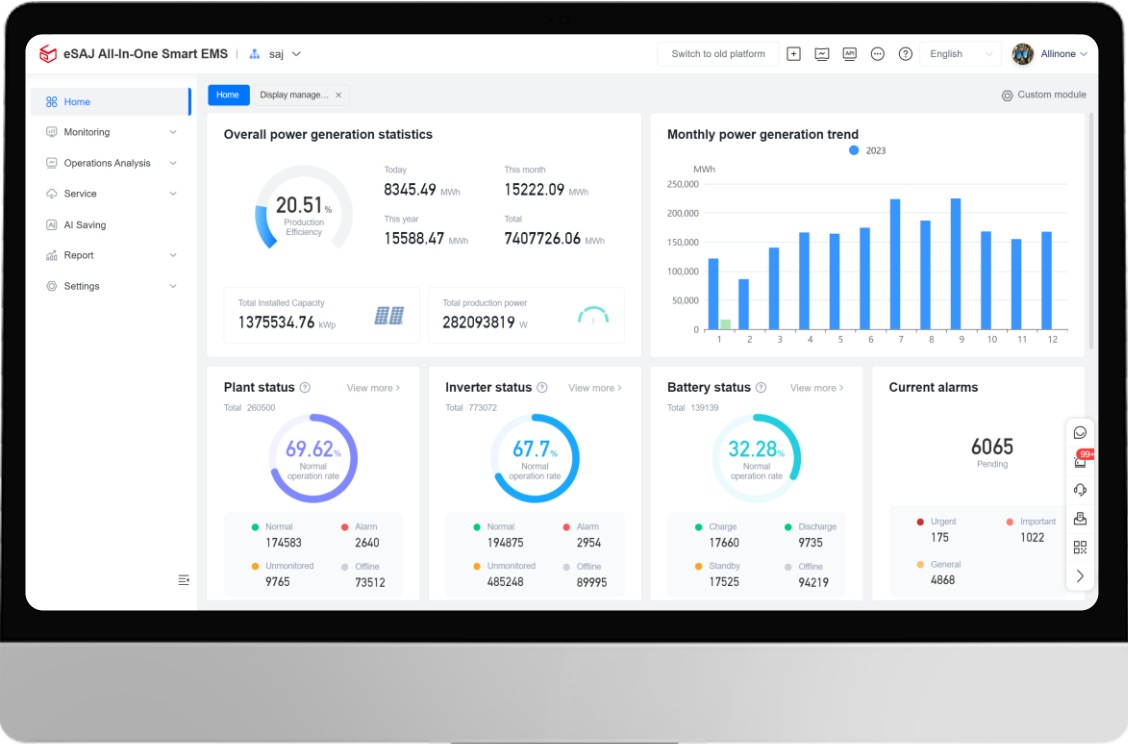 eSAJ All-In-One Smart EMS
saj
Switch to old platform
API
English
Allinone
Home
Monitoring
Operations Analysis
Service
AI
AI Saving
Report
Settings
Home
Display manage...
Custom module
Overall power generation statistics
20.51%
Production
Efficiency
Today
8345.49 MWh
This month
15222.09 MWh
This year
15588.47 MWh
Total
7407726.06 MWh
Total Installed Capacity
1375534.76 kWp
Total production power
282093819 W
Monthly power generation trend
2023
MWh
250,000
200,000
150,000
100,000
50,000
0
1 2 3 4 5 6 7 8 9 10 11 12
Plant status
View more
Total 260500
69.62%
Normal
operation rate
Normal
174583
Alarm
2640
Unmonitored
9765
Offline
73512
Inverter status
View more
Total 773072
67.7%
Normal
operation rate
Normal
194875
Alarm
2954
Unmonitored
485248
Offline
89995
Battery status
View more
Total 139139
32.28%
Normal
operation rate
Charge
17660
Discharge
9735
Standby
17525
Offline
94219
Current alarms
6065
Pending
Urgent
175
Important
1022
General
4868
99+